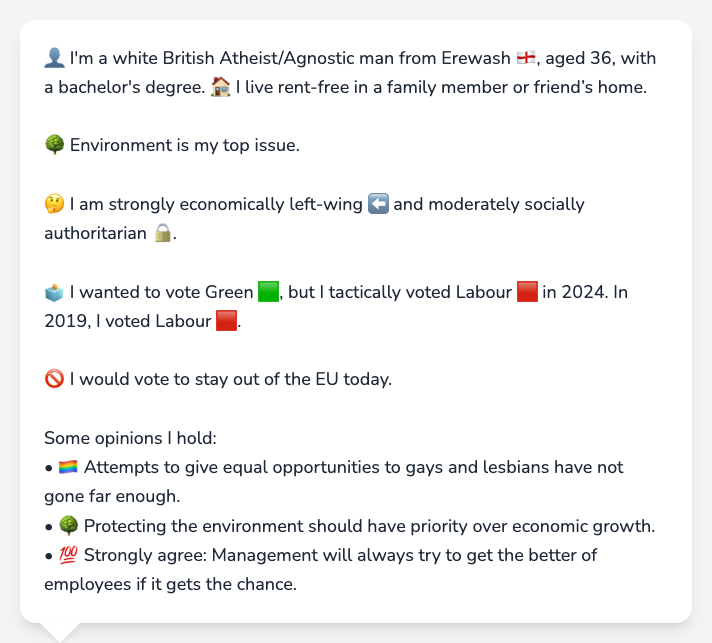 👤 I'm a white British Atheist/Agnostic man from Erewash 🏴󠁧󠁢󠁥󠁮󠁧󠁿, aged 36, with
a bachelor's degree. 🏠 I live rent-free in a family member or friend’s home.
🌳 Environment is my top issue.
🤔 I am strongly economically left-wing ⬅️ and moderately socially
authoritarian 🔒.
🗳️ I wanted to vote Green 🟩, but I tactically voted Labour 🟥 in 2024. In
2019, I voted Labour 🟥.
🚫 I would vote to stay out of the EU today.
Some opinions I hold:
• 🏳️‍🌈 Attempts to give equal opportunities to gays and lesbians have not
gone far enough.
• 🌳 Protecting the environment should have priority over economic growth.
• 💯 Strongly agree: Management will always try to get the better of
employees if it gets the chance.